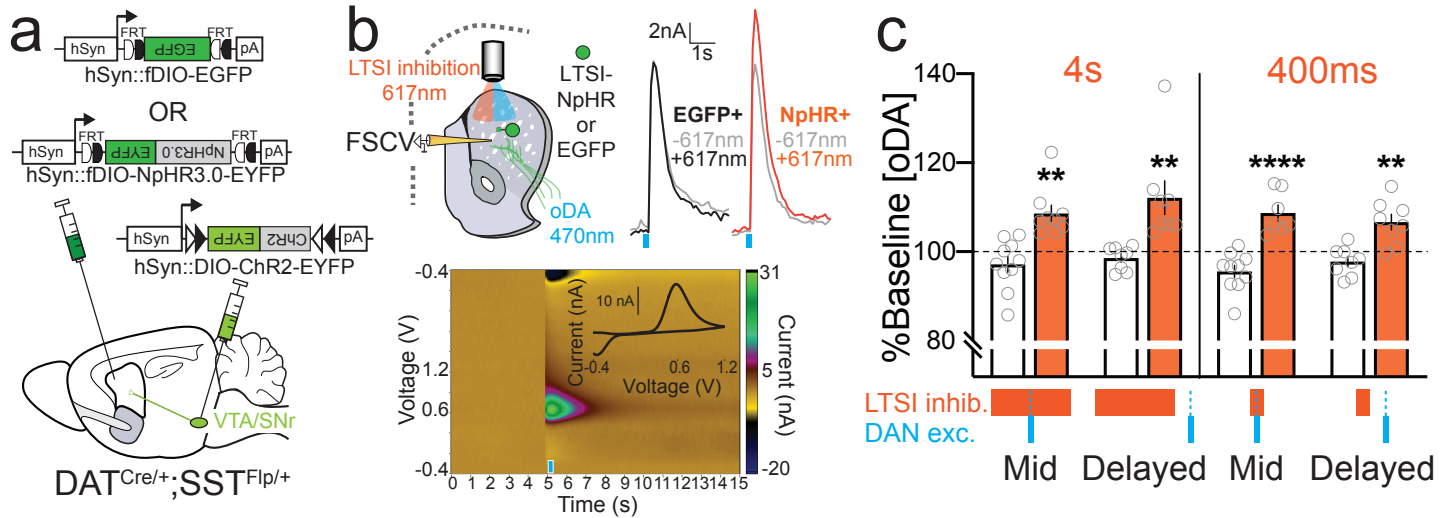 a
hSyn FRT EGFP FRT pA
hSyn::fDIO-EGFP
OR
hSyn FRT EYFP NpHR3.0 FRT pA
hSyn::fDIO-NpHR3.0-EYFP
hSyn EYFP ChR2 pA
hSyn::DIO-ChR2-EYFP
VTA/SNr
DATCre/+;SSTFlp/+
b
LTSI inhibition
617nm
FSCV
LTSI-
NpHR
or
EGFP
oDA
470nm
2nA
1s
EGFP+
-617nm
+617nm
NpHR+
-617nm
+617nm
-0.4
1.2
0.6
-0.4
Voltage (V)
10 nA
Current (nA)
-0.4 0.6 1.2
Voltage (V)
31
5
-20
Current (nA)
0 1 2 3 4 5 6 7 8 9 10 11 12 13 14 15
Time (s)
c
4s 400ms
%Baseline [oDA]
140
120
100
80
** ** **** **
LTSI inhib.
DAN exc.
Mid Delayed Mid Delayed